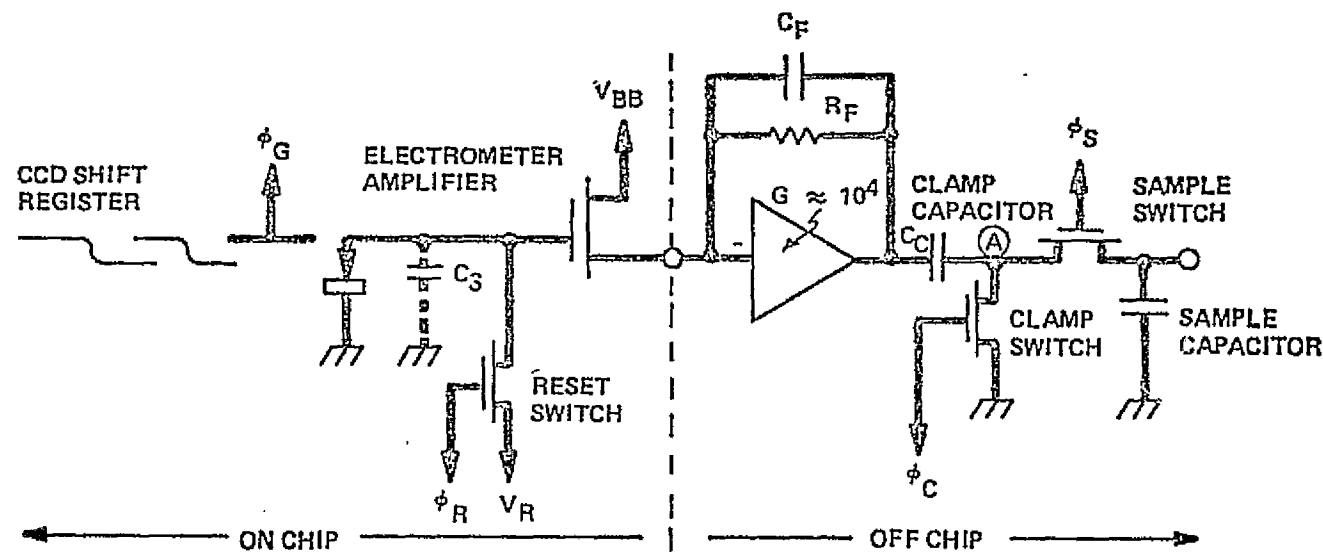 CCD SHIFT
REGISTER
ϕG
ELECTROMETER
AMPLIFIER
VBB
C3
RESET
SWITCH
ϕR
VR
CF
RF
G ≈ 10⁴
-
CLAMP
CAPACITOR
CC
A
ϕS
SAMPLE
SWITCH
CLAMP
SWITCH
SAMPLE
CAPACITOR
ϕC
ON CHIP
OFF CHIP